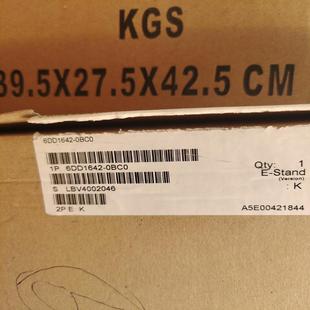 KGS
39.5X27.5X42.5 CM
6DD1642-0BC0
1P 6DD1642-0BC0
Qty: 1
E-Stand
(Version)
: K
S LBV4002046
2P E K
A5E00421844